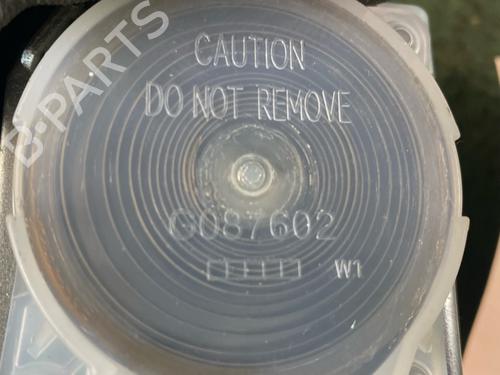 B-PARTS
CAUTION
DO NOT REMOVE
G087602
W1